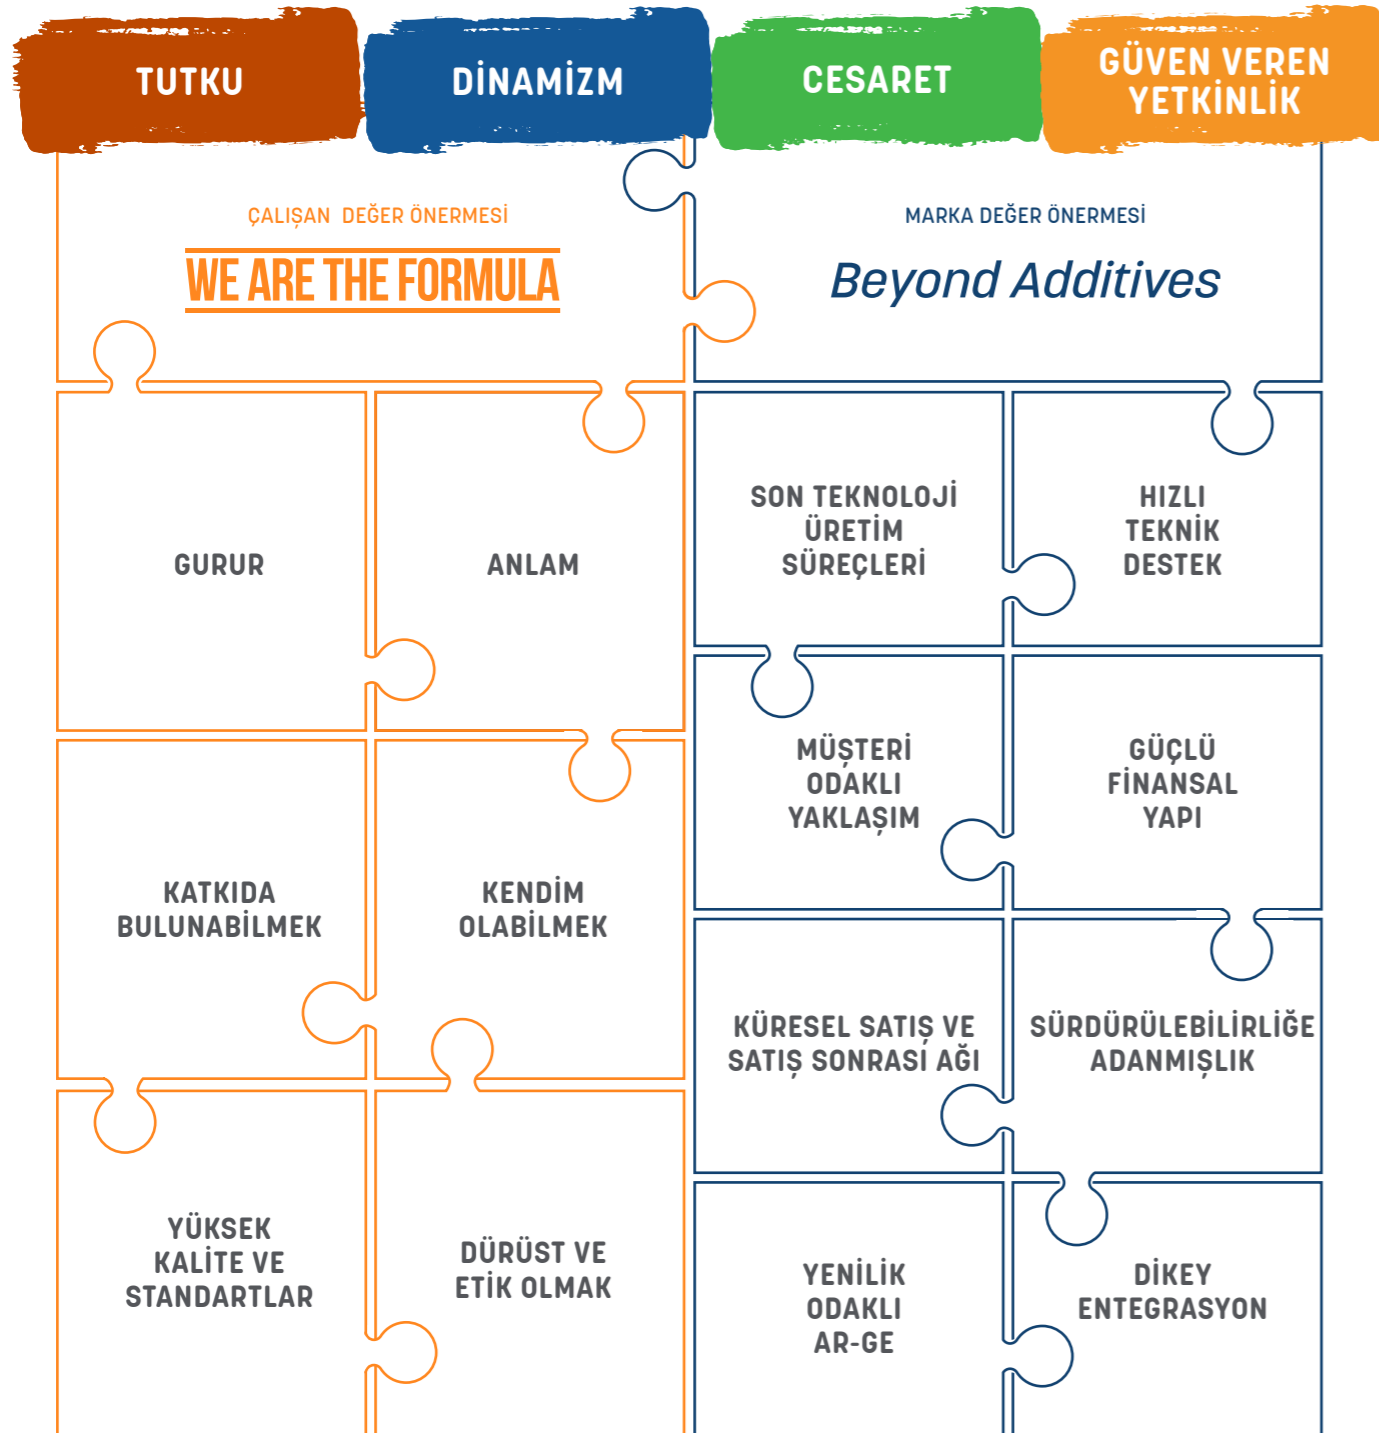 TUTKU
DİNAMİZM
CESARET
GÜVEN VEREN
YETKİNLİK
ÇALIŞAN DEĞER ÖNERMESİ
WE ARE THE FORMULA
MARKA DEĞER ÖNERMESİ
Beyond Additives
GURUR
ANLAM
KATKIDA
BULUNABİLMEK
KENDİM
OLABİLMEK
YÜKSEK
KALİTE VE
STANDARTLAR
DÜRÜST VE
ETİK OLMAK
SON TEKNOLOJİ
ÜRETİM
SÜREÇLERİ
HIZLI
TEKNİK
DESTEK
MÜŞTERİ
ODAKLI
YAKLAŞIM
GÜÇLÜ
FİNANSAL
YAPI
KÜRESEL SATIŞ VE
SATIŞ SONRASI AĞI
SÜRDÜRÜLEBİLİRLİĞE
ADANMIŞLIK
YENİLİK
ODAKLI
AR-GE
DİKEY
ENTEGRASYON